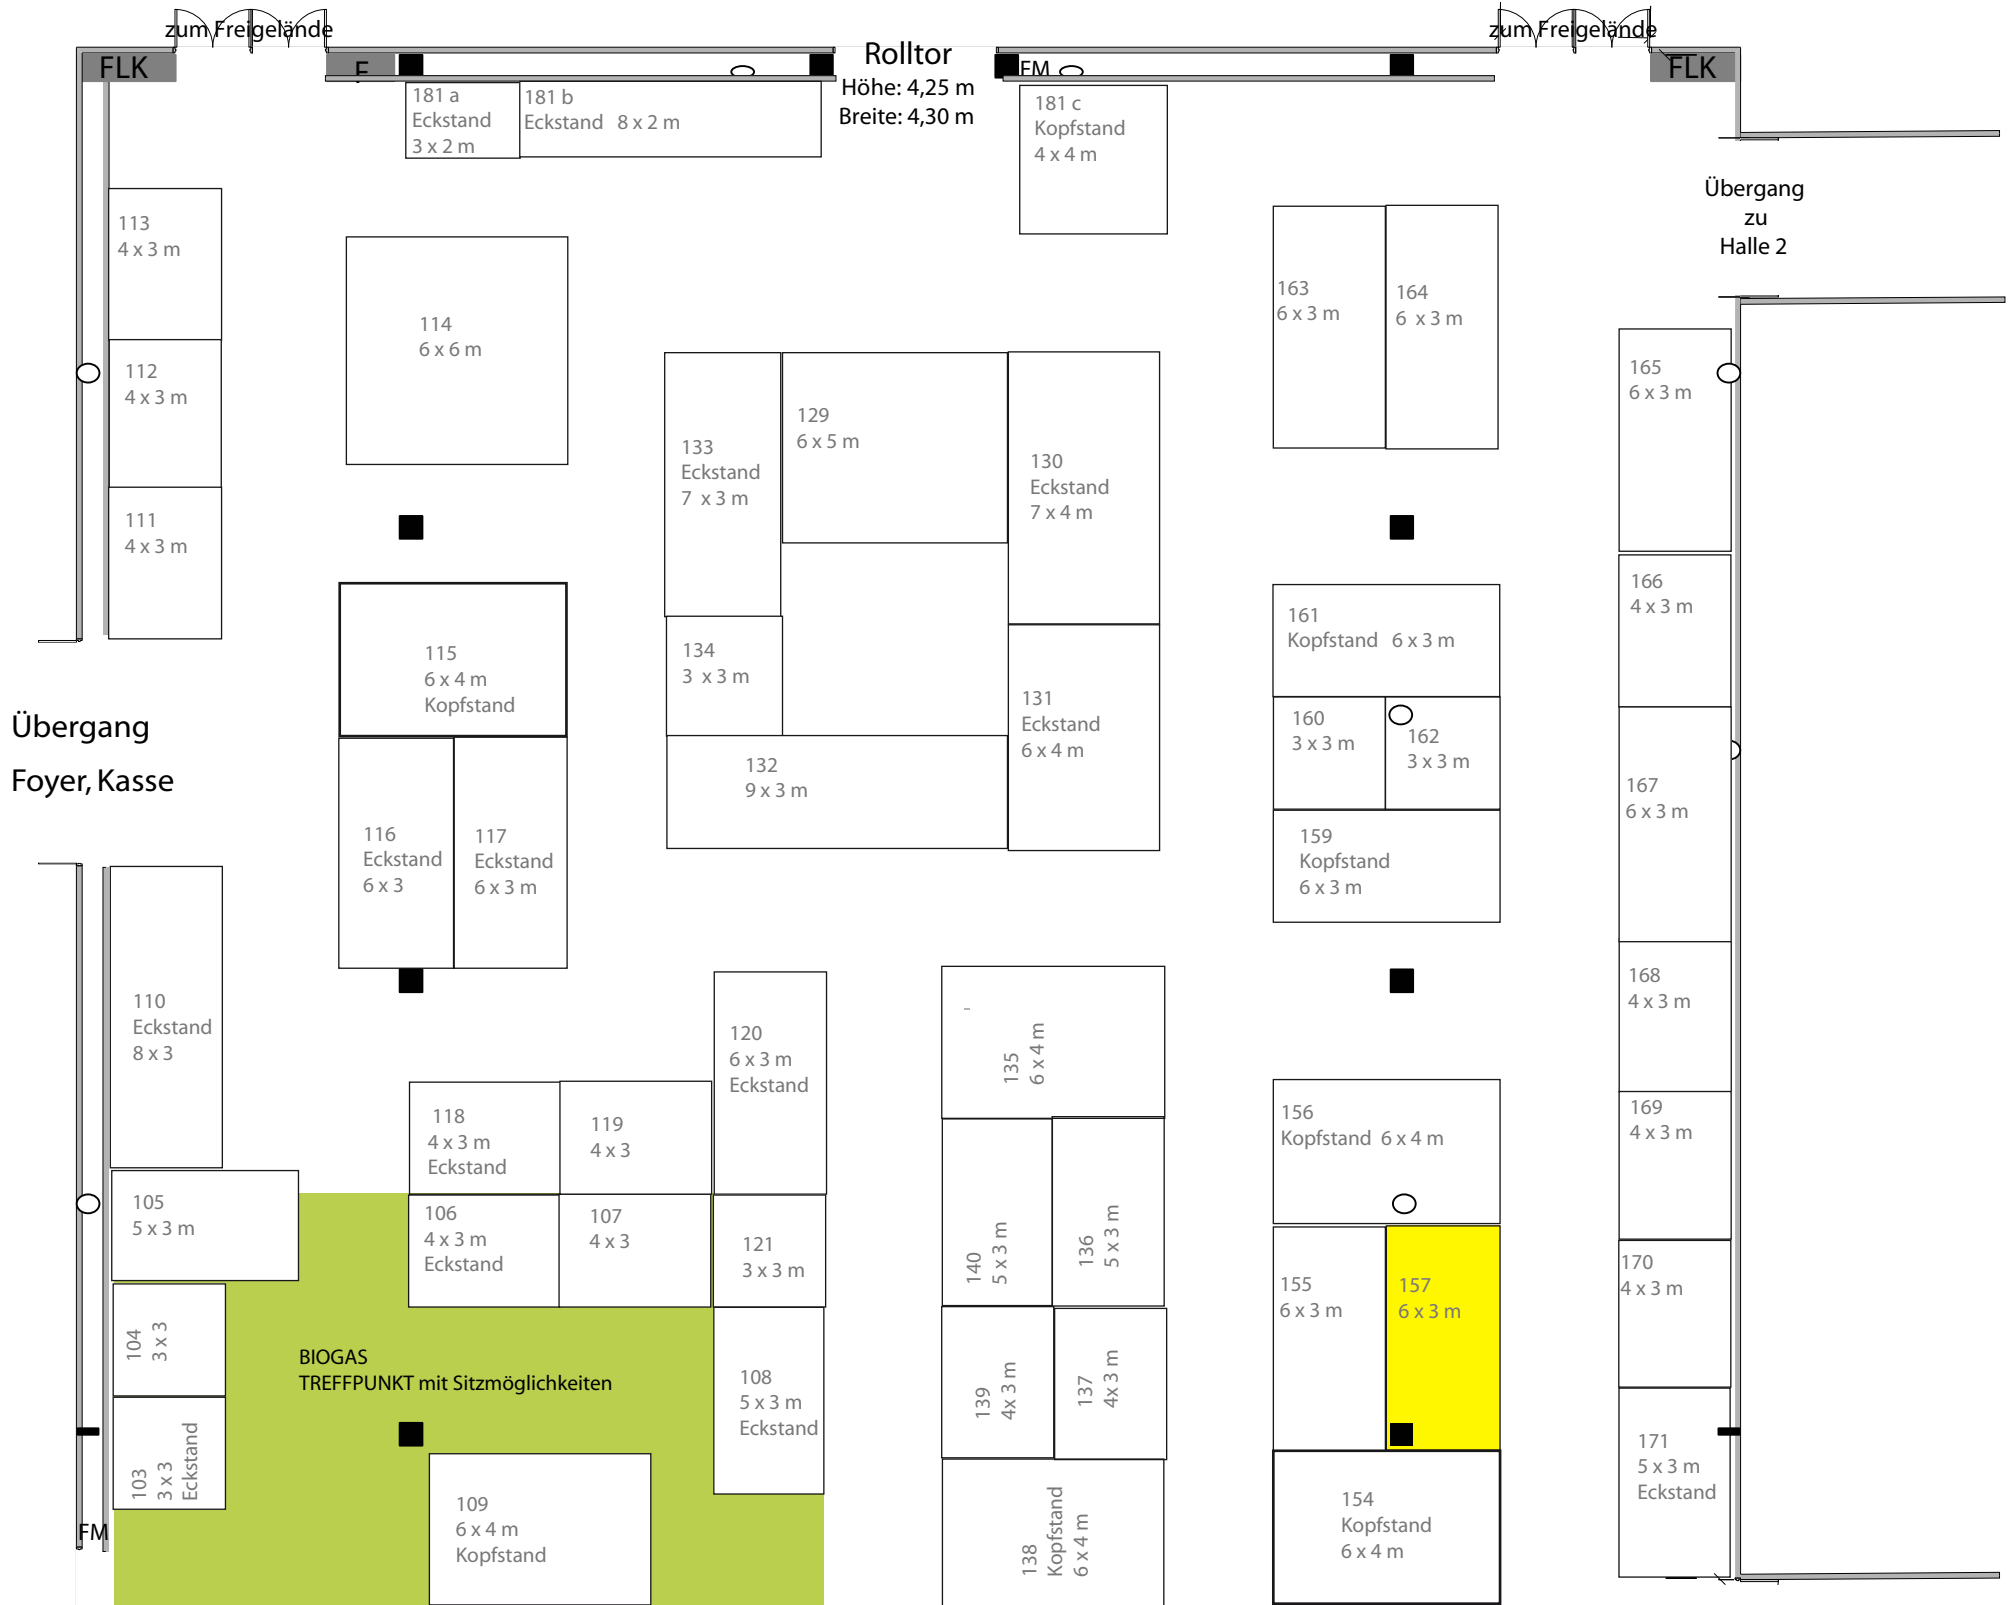 zum Freigelände
zum Freigelände
FLK
F
Rolltor
Höhe: 4,25 m
Breite: 4,30 m
FM
FLK
181 a
Eckstand
3 x 2 m
181 b
Eckstand 8 x 2 m
181 c
Kopfstand
4 x 4 m
Übergang
zu
Halle 2
113
4 x 3 m
112
4 x 3 m
111
4 x 3 m
114
6 x 6 m
163
6 x 3 m
164
6 x 3 m
165
6 x 3 m
133
Eckstand
7 x 3 m
129
6 x 5 m
130
Eckstand
7 x 4 m
166
4 x 3 m
161
Kopfstand 6 x 3 m
115
6 x 4 m
Kopfstand
134
3 x 3 m
131
Eckstand
6 x 4 m
160
3 x 3 m
162
3 x 3 m
Übergang
Foyer, Kasse
132
9 x 3 m
167
6 x 3 m
116
Eckstand
6 x 3
117
Eckstand
6 x 3 m
159
Kopfstand
6 x 3 m
110
Eckstand
8 x 3
120
6 x 3 m
Eckstand
135
6 x 4 m
168
4 x 3 m
118
4 x 3 m
Eckstand
119
4 x 3
156
Kopfstand 6 x 4 m
169
4 x 3 m
105
5 x 3 m
106
4 x 3 m
Eckstand
107
4 x 3
121
3 x 3 m
140
5 x 3 m
136
5 x 3 m
155
6 x 3 m
157
6 x 3 m
170
4 x 3 m
104
3 x 3
BIOGAS
TREFFPUNKT mit Sitzmöglichkeiten
108
5 x 3 m
Eckstand
139
4x 3 m
137
4x 3 m
103
3 x 3
Eckstand
171
5 x 3 m
Eckstand
109
6 x 4 m
Kopfstand
138
Kopfstand
6 x 4 m
154
Kopfstand
6 x 4 m
FM